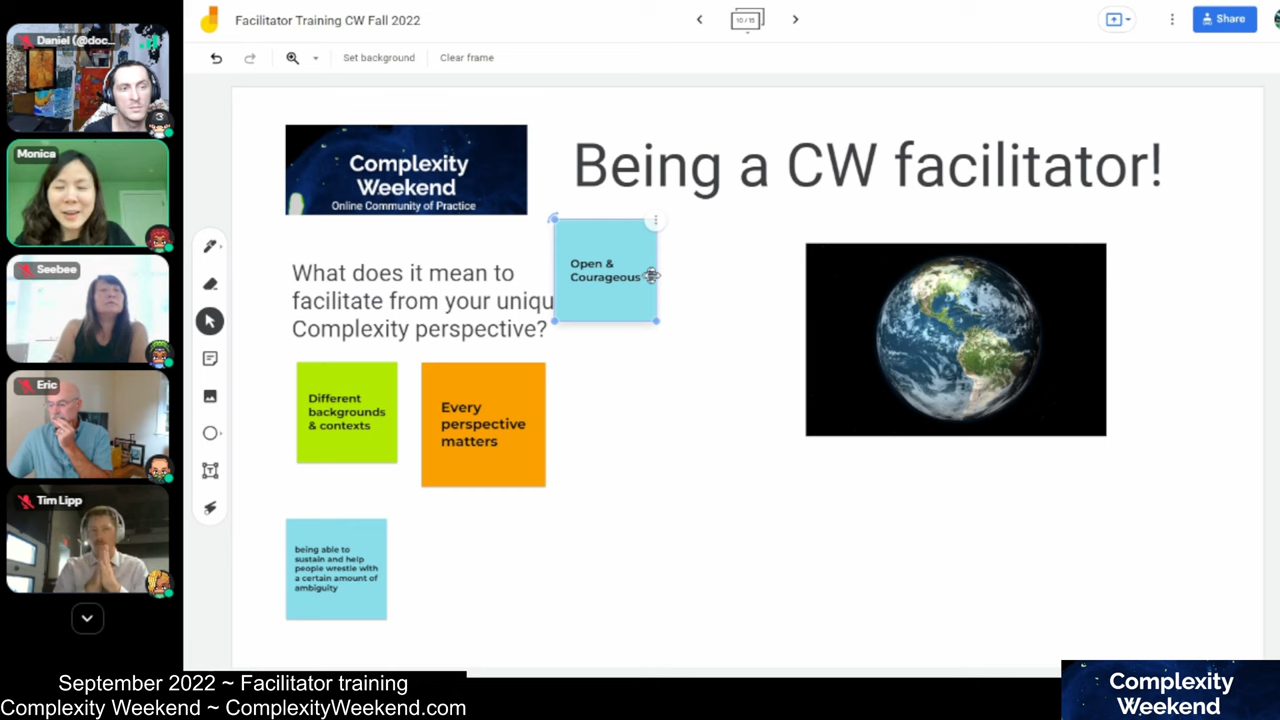 Facilitator Training CW Fall 2022
10 / 15
Share
Set background
Clear frame
Daniel (@doc...
Monica
Seebee
Eric
Tim Lipp
Complexity
Weekend
Online Community of Practice
Being a CW facilitator!
Open &
Courageous
What does it mean to
facilitate from your uniqu
Complexity perspective?
Different
backgrounds
& contexts
Every
perspective
matters
being able to
sustain and help
people wrestle with
a certain amount of
ambiguity
September 2022 ~ Facilitator training
Complexity Weekend ~ ComplexityWeekend.com
Complexity
Weekend